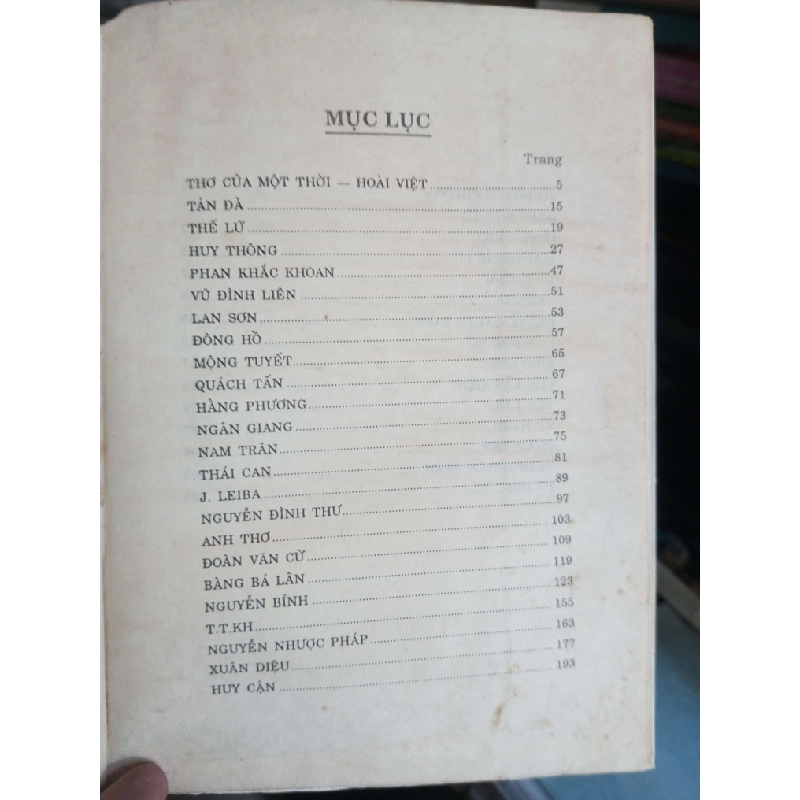 MỤC LỤC
Trang
THƠ CỦA MỘT THỜI — HOÀI VIỆT 5
TẢN ĐÀ 15
THẾ LỮ 19
HUY THÔNG 27
PHAN KHẮC KHOAN 47
VŨ ĐÌNH LIÊN 51
LAN SƠN 53
ĐÔNG HỒ 57
MỘNG TUYẾT 65
QUÁCH TẤN 67
HẰNG PHƯƠNG 71
NGÂN GIANG 73
NAM TRÂN 75
THÁI CAN 81
J. LEIBA 89
NGUYỄN ĐÌNH THƯ 97
ANH THƠ 103
ĐOÀN VĂN CỪ 109
BÀNG BÁ LÂN 119
NGUYỄN BÍNH 123
T.T.KH 155
NGUYỄN NHƯỢC PHÁP 163
XUÂN DIỆU 177
HUY CẬN 193